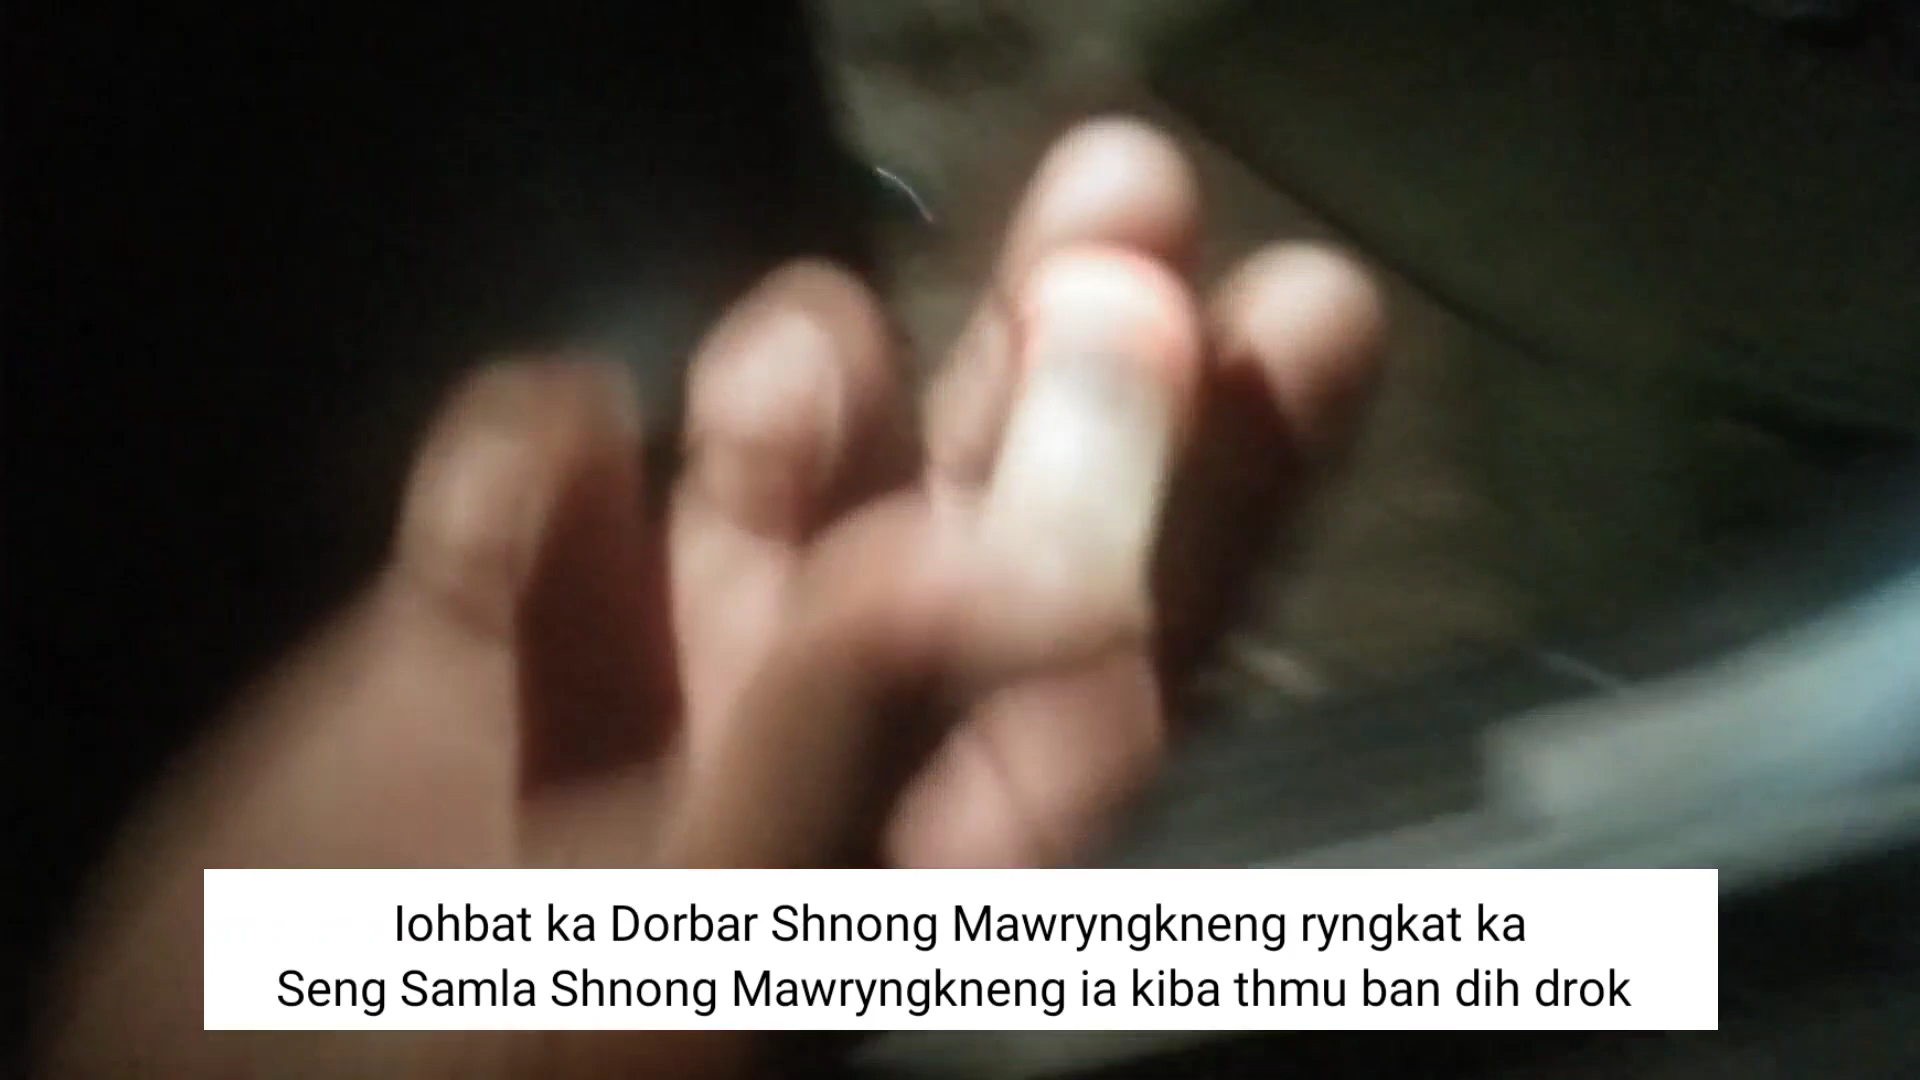 Iohbat ka Dorbar Shnong Mawryngkneng ryngkat ka
Seng Samla Shnong Mawryngkneng ia kiba thmu ban dih drok